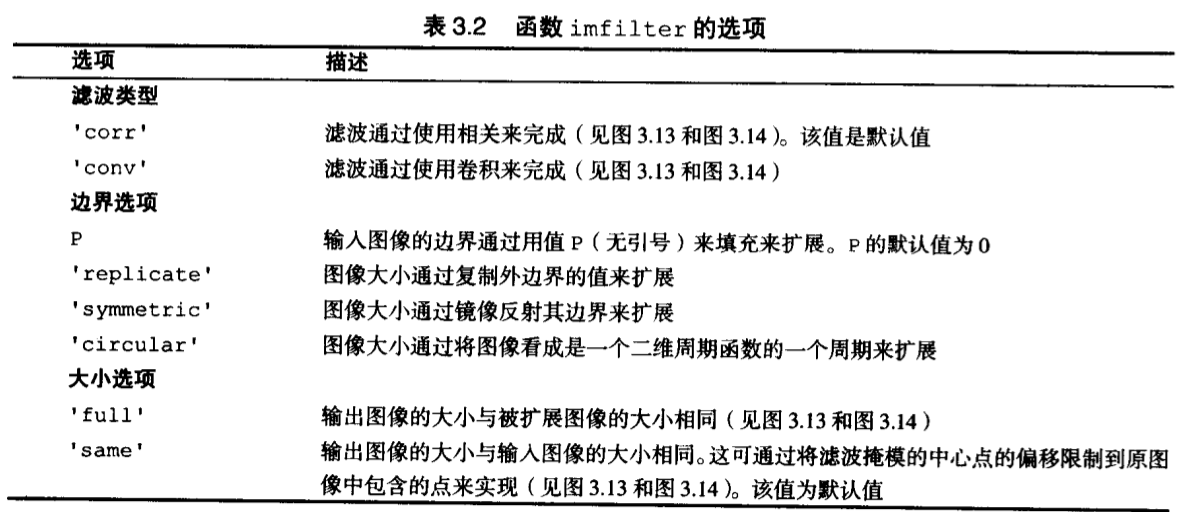 表 3.2 函数 imfilter 的选项
选项 描述
滤波类型
'corr' 滤波通过使用相关来完成（见图 3.13 和图 3.14）。该值是默认值
'conv' 滤波通过使用卷积来完成（见图 3.13 和图 3.14）
边界选项
P 输入图像的边界通过用值 P（无引号）来填充来扩展。P 的默认值为 0
'replicate' 图像大小通过复制外边界的值来扩展
'symmetric' 图像大小通过镜像反射其边界来扩展
'circular' 图像大小通过将图像看成是一个二维周期函数的一个周期来扩展
大小选项
'full' 输出图像的大小与被扩展图像的大小相同（见图 3.13 和图 3.14）
'same' 输出图像的大小与输入图像的大小相同。这可通过将滤波掩模的中心点的偏移限制到原图
像中包含的点来实现（见图 3.13 和图 3.14）。该值为默认值